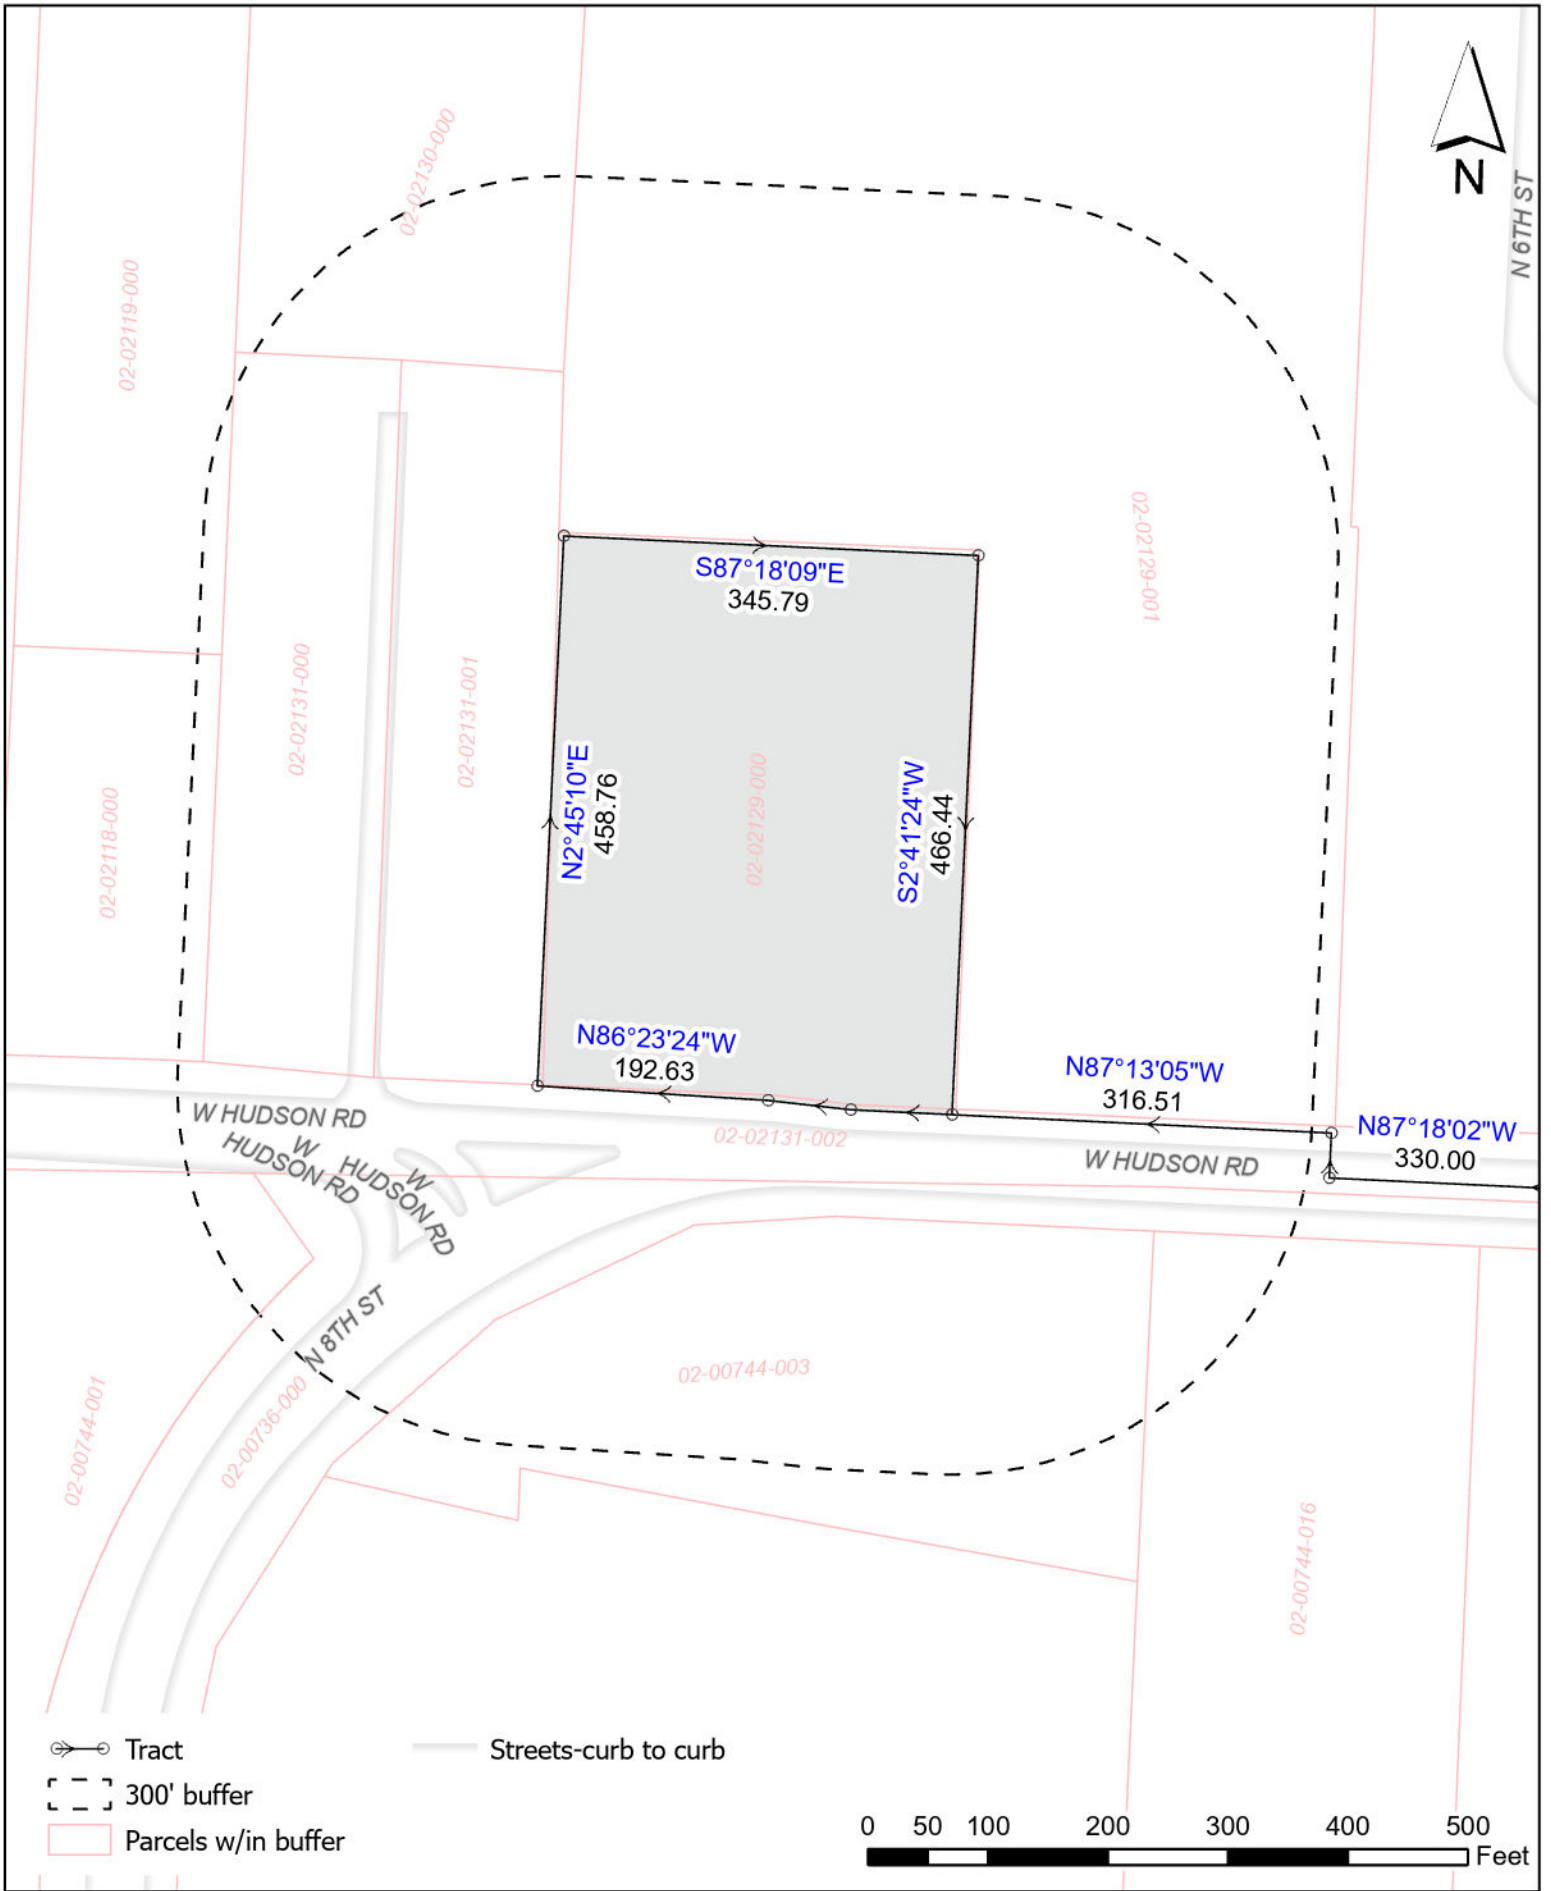 N
N 6TH ST
02-02130-000
02-02119-000
02-02129-001
S87°18'09"E
345.79
02-02131-000
02-02131-001
N2°45'10"E
458.76
02-02129-000
S2°41'24"W
466.44
02-02118-000
N86°23'24"W
192.63
N87°13'05"W
316.51
N87°18'02"W
330.00
W HUDSON RD
W
HUDSON RD
W
HUDSON RD
02-02131-002
W HUDSON RD
N 8TH ST
02-00744-003
02-00744-001
02-00736-000
02-00744-016
Tract
Streets-curb to curb
300' buffer
Parcels w/in buffer
0 50 100 200 300 400 500
Feet